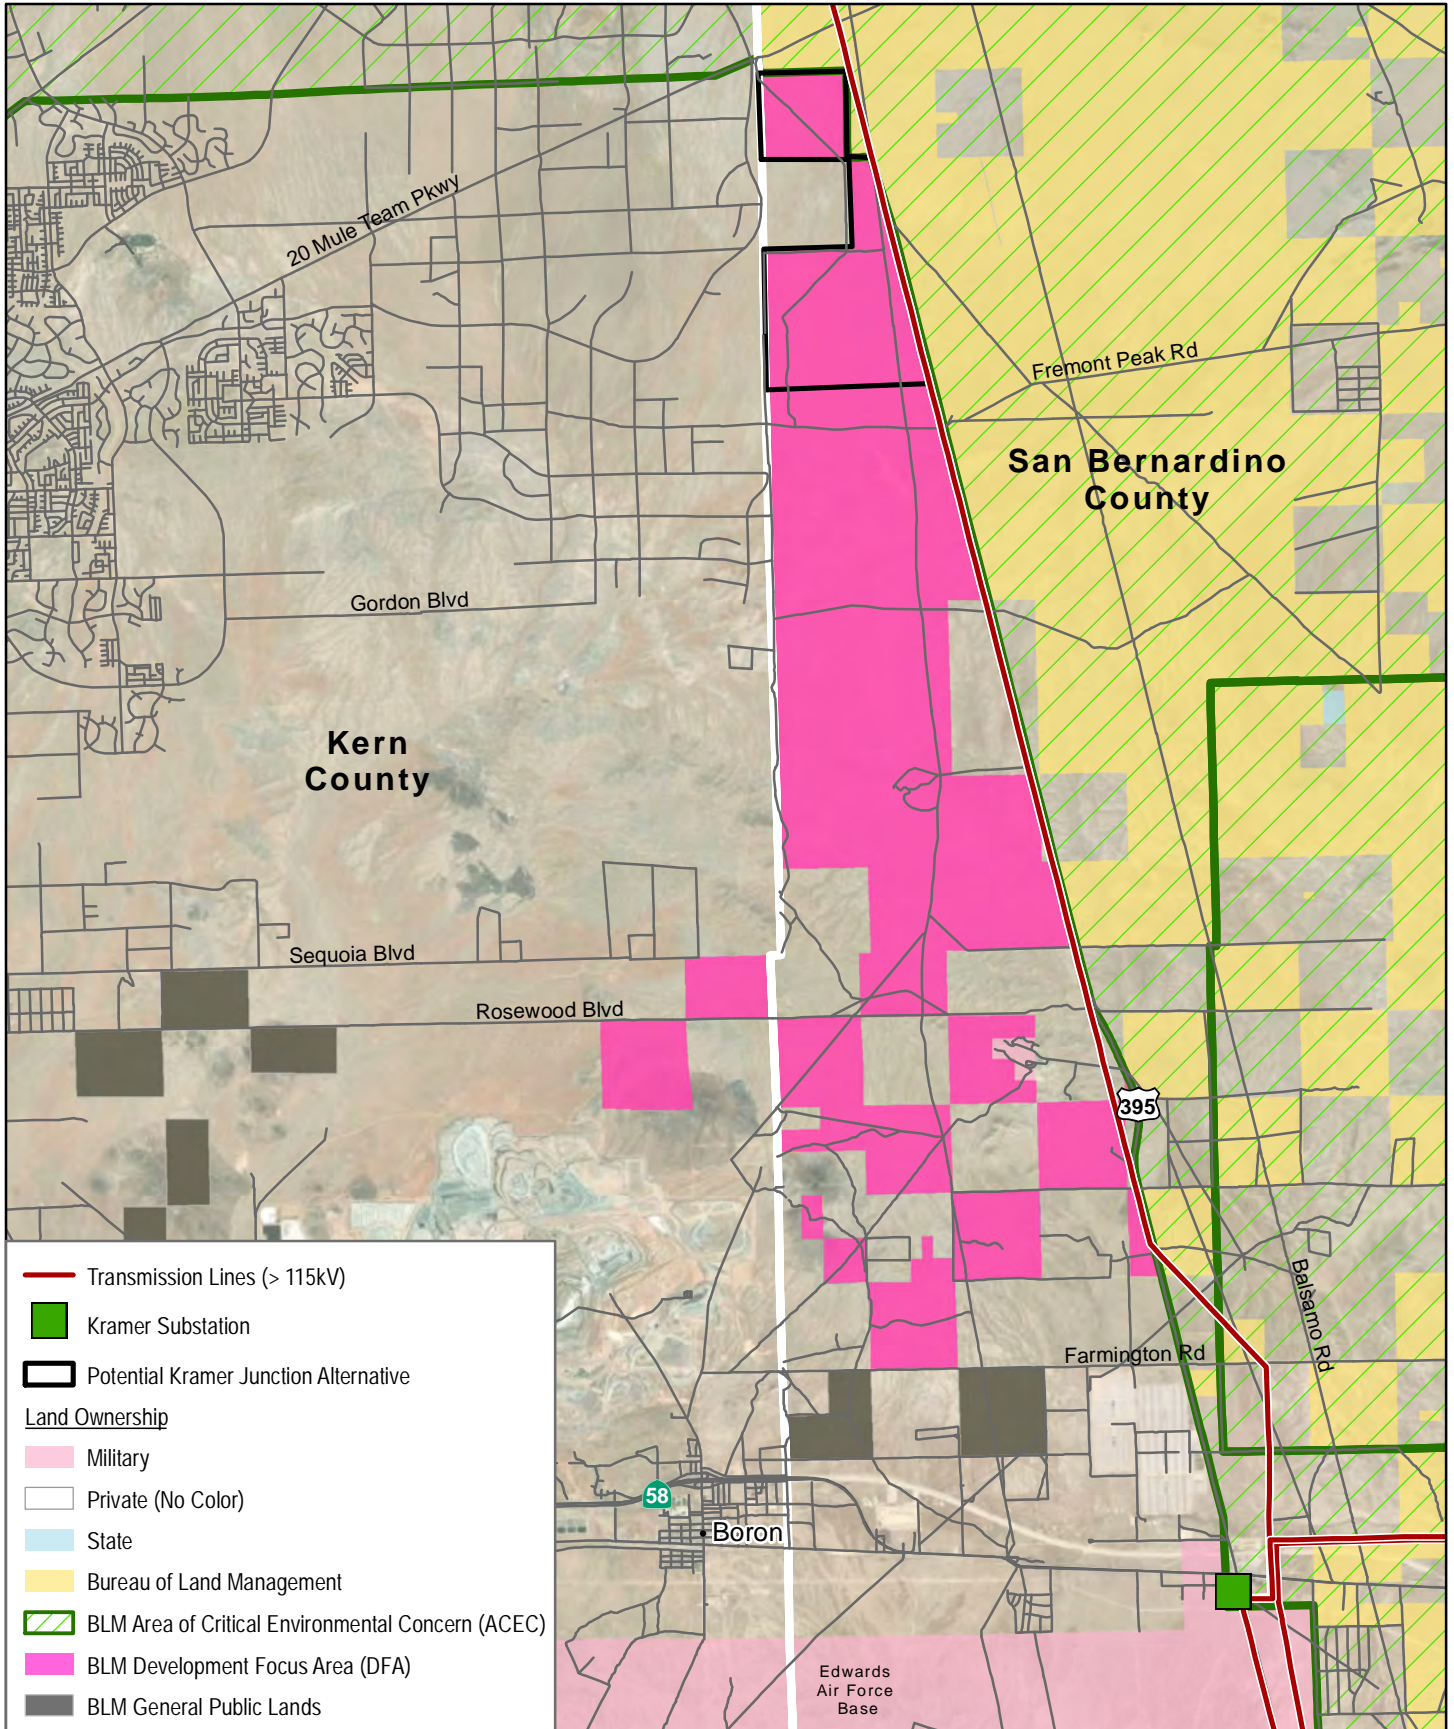 20 Mule Team Pkwy
Fremont Peak Rd
San Bernardino
County
Gordon Blvd
Kern
County
Sequoia Blvd
Rosewood Blvd
395
Balsamo Rd
Farmington Rd
58
Boron
Edwards
Air Force
Base
Transmission Lines (> 115kV)
Kramer Substation
Potential Kramer Junction Alternative
Land Ownership
Military
Private (No Color)
State
Bureau of Land Management
BLM Area of Critical Environmental Concern (ACEC)
BLM Development Focus Area (DFA)
BLM General Public Lands